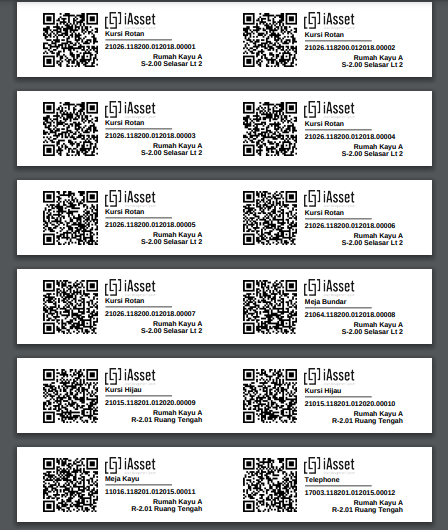 iAsset
Kursi Rotan
21026.118200.012018.00001
Rumah Kayu A
S-2.00 Selasar Lt 2
iAsset
Kursi Rotan
21026.118200.012018.00002
Rumah Kayu A
S-2.00 Selasar Lt 2
iAsset
Kursi Rotan
21026.118200.012018.00003
Rumah Kayu A
S-2.00 Selasar Lt 2
iAsset
Kursi Rotan
21026.118200.012018.00004
Rumah Kayu A
S-2.00 Selasar Lt 2
iAsset
Kursi Rotan
21026.118200.012018.00005
Rumah Kayu A
S-2.00 Selasar Lt 2
iAsset
Kursi Rotan
21026.118200.012018.00006
Rumah Kayu A
S-2.00 Selasar Lt 2
iAsset
Kursi Rotan
21026.118200.012018.00007
Rumah Kayu A
S-2.00 Selasar Lt 2
iAsset
Meja Bundar
21064.118200.012018.00008
Rumah Kayu A
S-2.00 Selasar Lt 2
iAsset
Kursi Hijau
21015.118201.012020.00009
Rumah Kayu A
R-2.01 Ruang Tengah
iAsset
Kursi Hijau
21015.118201.012020.00010
Rumah Kayu A
R-2.01 Ruang Tengah
iAsset
Meja Kayu
11016.118201.012015.00011
Rumah Kayu A
R-2.01 Ruang Tengah
iAsset
Telephone
17003.118201.012015.00012
Rumah Kayu A
R-2.01 Ruang Tengah